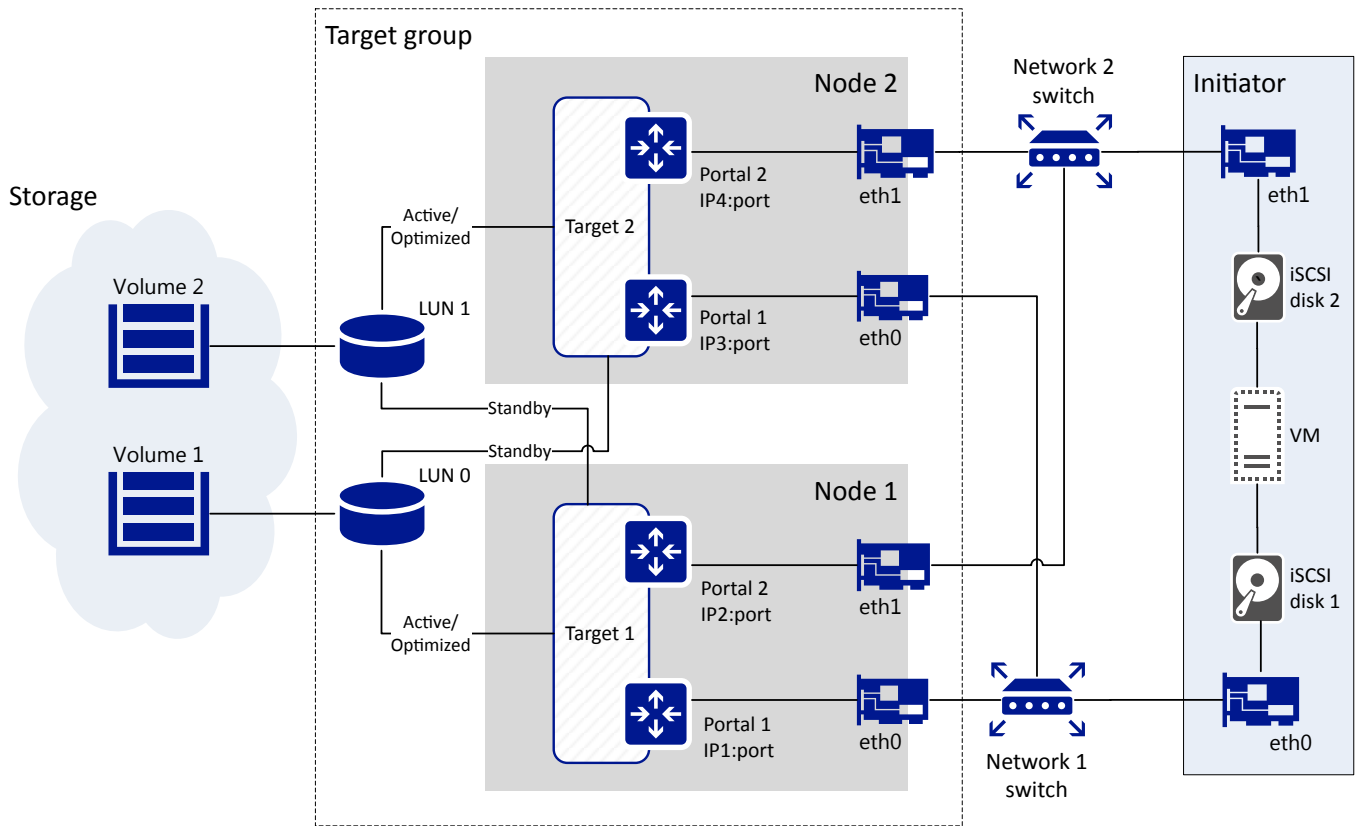 Target group
Node 2
Network 2
switch
Initiator
Storage
Portal 2
IP4:port
eth1
eth1
Active/
Optimized
Target 2
iSCSI
disk 2
Volume 2
LUN 1
Portal 1
IP3:port
eth0
Standby
VM
Standby
Volume 1
LUN 0
Node 1
Portal 2
IP2:port
eth1
iSCSI
disk 1
Active/
Optimized
Target 1
Portal 1
IP1:port
eth0
eth0
Network 1
switch